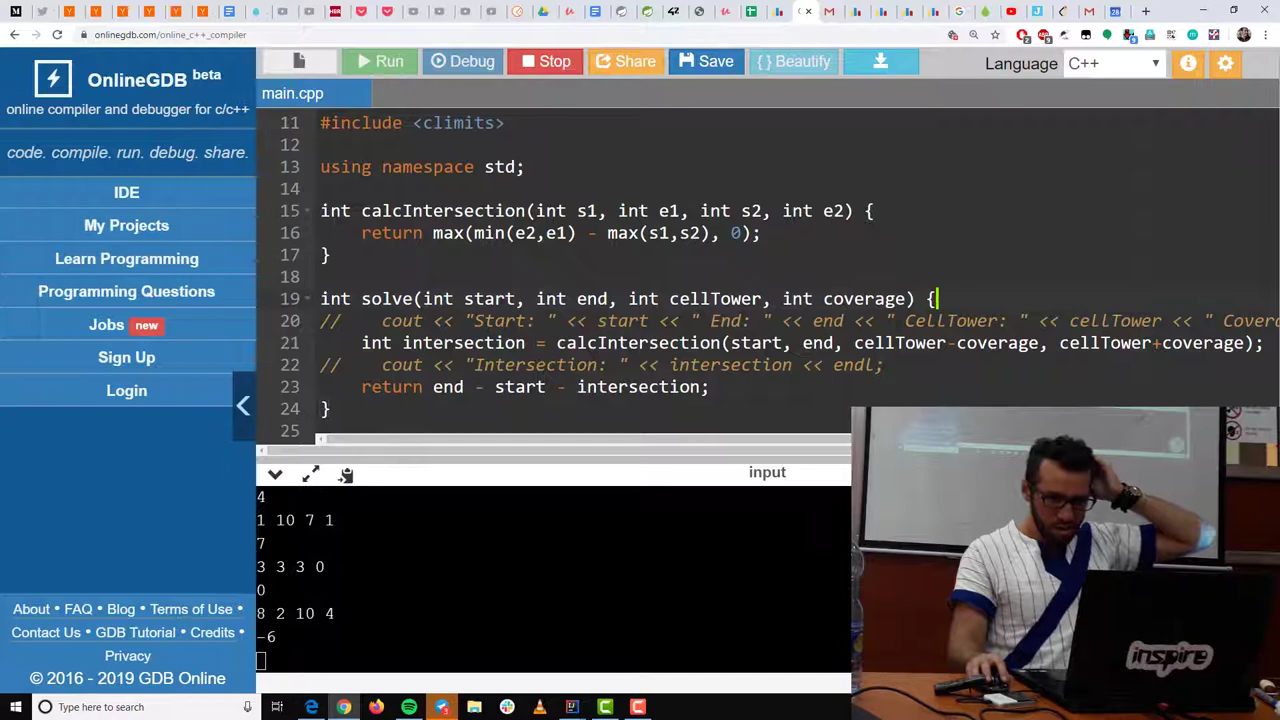 onlinegdb.com/online_c++_compiler
OnlineGDB beta
online compiler and debugger for c/c++
code. compile. run. debug. share.
IDE
My Projects
Learn Programming
Programming Questions
Jobs new
Sign Up
Login
About • FAQ • Blog • Terms of Use •
Contact Us • GDB Tutorial • Credits •
Privacy
© 2016 - 2019 GDB Online
Run Debug Stop Share Save { } Beautify Language C++
main.cpp
11 #include <climits>
12
13 using namespace std;
14
15 int calcIntersection(int s1, int e1, int s2, int e2) {
16 return max(min(e2,e1) - max(s1,s2), 0);
17 }
18
19 int solve(int start, int end, int cellTower, int coverage) {
20 // cout << "Start: " << start << " End: " << end << " CellTower: " << cellTower << " Covera
21 int intersection = calcIntersection(start, end, cellTower-coverage, cellTower+coverage);
22 // cout << "Intersection: " << intersection << endl;
23 return end - start - intersection;
24 }
25
input
4
1 10 7 1
7
3 3 3 0
0
8 2 10 4
-6
inspire
Type here to search